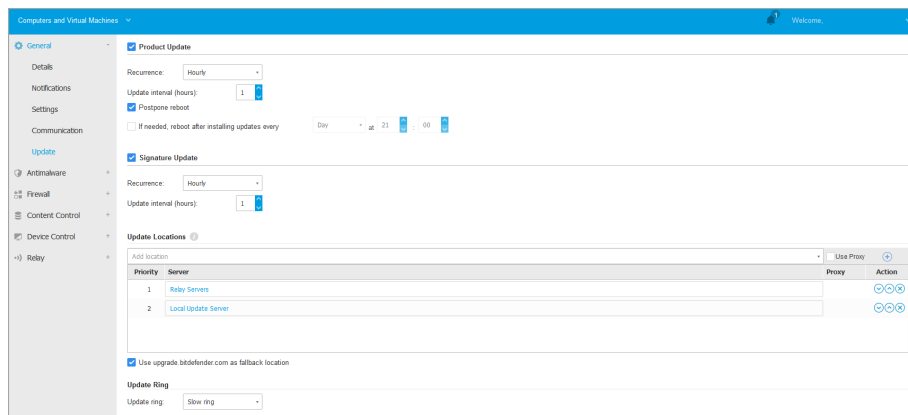 Computers and Virtual Machines
1
Welcome,
General -
Details
Notifications
Settings
Communication
Update
Antimalware +
Firewall +
Content Control +
Device Control +
Relay +
Product Update
Recurrence: Hourly
Update interval (hours): 1
Postpone reboot
If needed, reboot after installing updates every Day at 21 : 00
Signature Update
Recurrence: Hourly
Update interval (hours): 1
Update Locations
Add location Use Proxy
Priority Server Proxy Action
1 Relay Servers
2 Local Update Server
Use upgrade.bitdefender.com as fallback location
Update Ring
Update ring: Slow ring